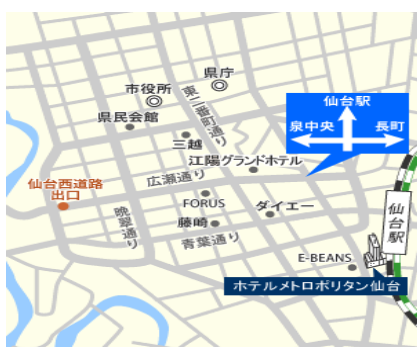 県庁
市役所
東二番町通り
仙台駅
泉中央
長町
県民会館
三越
江陽グランドホテル
広瀬通り
仙台西道路
出口
FORUS
ダイエー
晩翠通り
藤崎
青葉通り
仙台駅
E-BEANS
ホテルメトロポリタン仙台